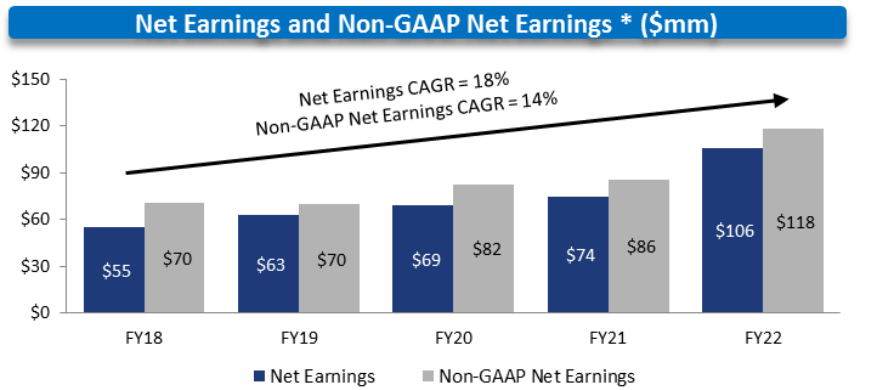 Net Earnings and Non-GAAP Net Earnings * ($mm)
$150
Net Earnings CAGR = 18%
Non-GAAP Net Earnings CAGR = 14%
$120
$90
$60
$30
$0
$55 $70 $63 $70 $69 $82 $74 $86 $106 $118
FY18 FY19 FY20 FY21 FY22
Net Earnings Non-GAAP Net Earnings